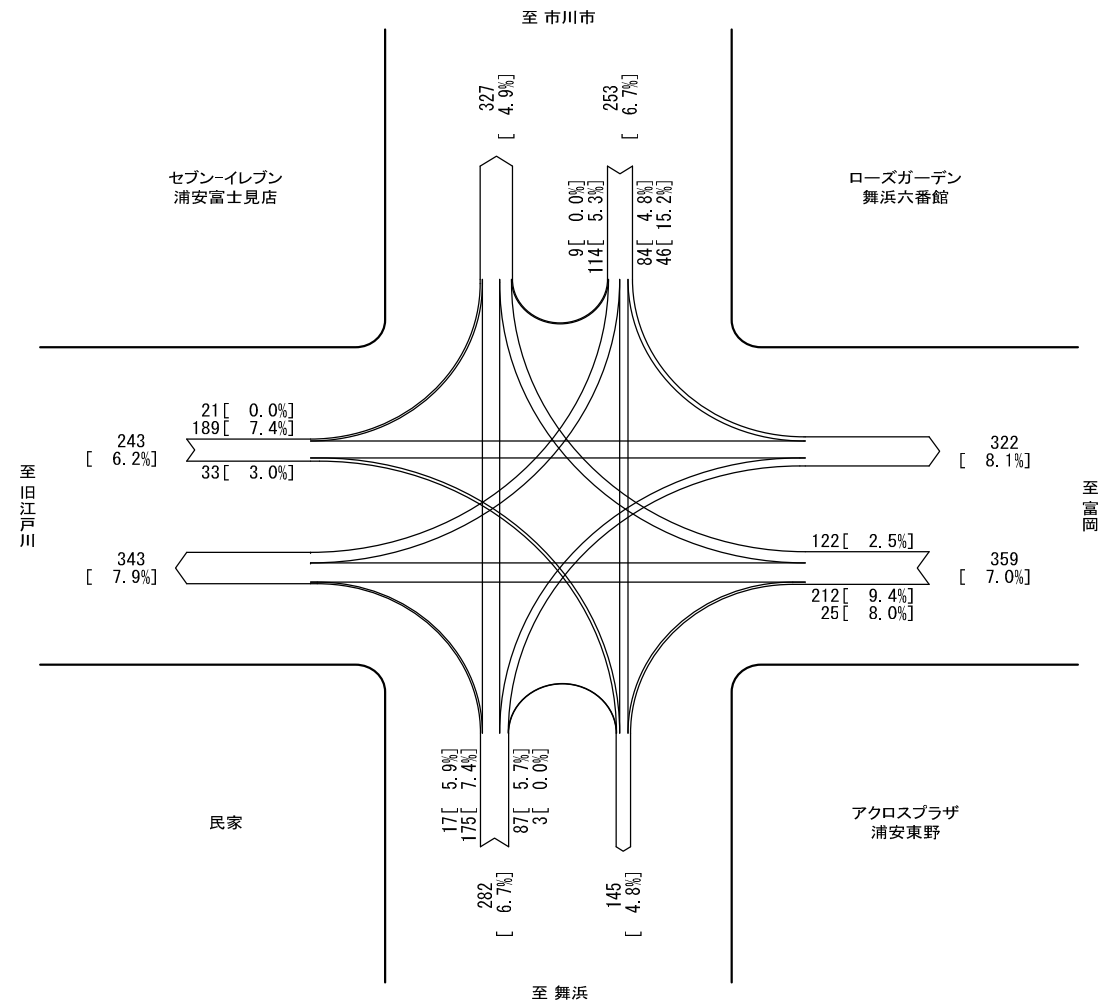 至 市川市
327
[ 4.9%]
253
[ 6.7%]
セブン-イレブン
浦安富士見店
ローズガーデン
舞浜六番館
9[ 0.0%]
114[ 5.3%]
84[ 4.8%]
46[ 15.2%]
21[ 0.0%]
189[ 7.4%]
33[ 3.0%]
243
[ 6.2%]
322
[ 8.1%]
至 旧江戸川
至 富岡
343
[ 7.9%]
122[ 2.5%]
212[ 9.4%]
25[ 8.0%]
359
[ 7.0%]
17[ 5.9%]
175[ 7.4%]
87[ 5.7%]
3[ 0.0%]
民家
アクロスプラザ
浦安東野
282
[ 6.7%]
145
[ 4.8%]
至 舞浜